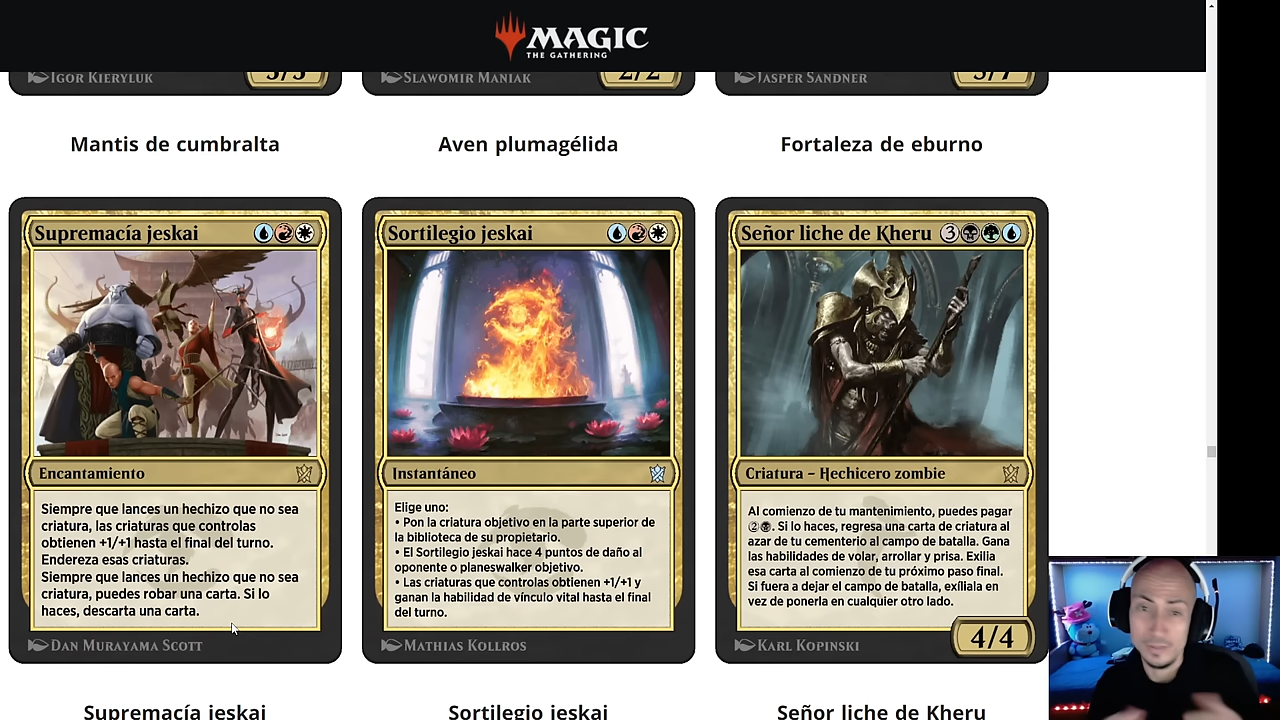 MAGIC
THE GATHERING
IGOR KIERYLUK
3/3
SLAWOMIR MANIAK
2/2
JASPER SANDNER
Mantis de cumbralta
Aven plumagélida
Fortaleza de eburno
Supremacía jeskai
Encantamiento
Siempre que lances un hechizo que no sea
criatura, las criaturas que controlas
obtienen +1/+1 hasta el final del turno.
Endereza esas criaturas.
Siempre que lances un hechizo que no sea
criatura, puedes robar una carta. Si lo
haces, descarta una carta.
DAN MURAYAMA SCOTT
Sortilegio jeskai
Instantáneo
Elige uno:
• Pon la criatura objetivo en la parte superior de
la biblioteca de su propietario.
• El Sortilegio jeskai hace 4 puntos de daño al
oponente o planeswalker objetivo.
• Las criaturas que controlas obtienen +1/+1 y
ganan la habilidad de vínculo vital hasta el final
del turno.
MATHIAS KOLLROS
Señor liche de Kheru 3
Criatura – Hechicero zombie
Al comienzo de tu mantenimiento, puedes pagar
2. Si lo haces, regresa una carta de criatura al
azar de tu cementerio al campo de batalla. Gana
las habilidades de volar, arrollar y prisa. Exilia
esa carta al comienzo de tu próximo paso final.
Si fuera a dejar el campo de batalla, exíliala en
vez de ponerla en cualquier otro lado.
4/4
KARL KOPINSKI
Supremacía jeskai
Sortilegio jeskai
Señor liche de Kheru